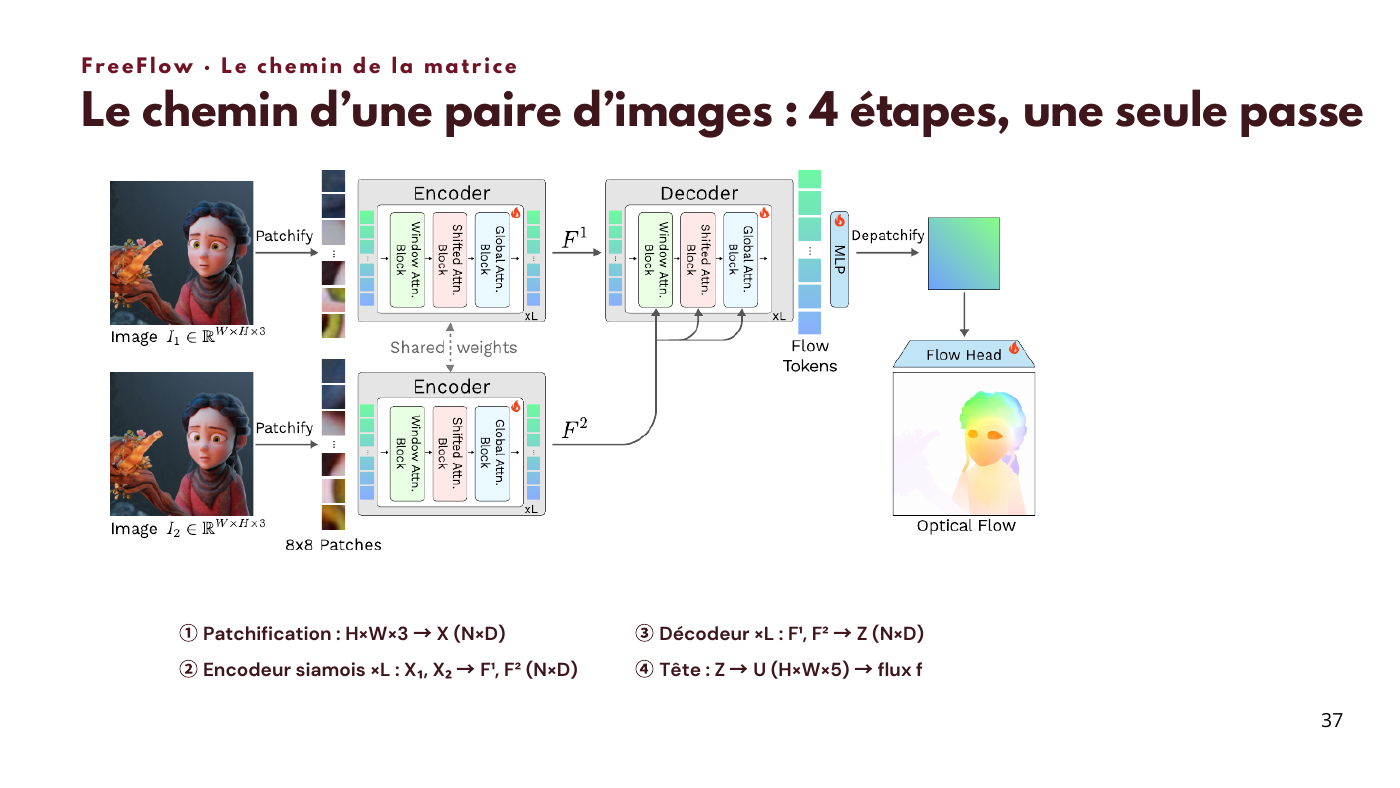 FreeFlow · Le chemin de la matrice
Le chemin d’une paire d’images : 4 étapes, une seule passe
Patchify
Image I₁ ∈ ℝ^{W×H×3}
Encoder
Window Attn. Block
Shifted Attn. Block
Global Attn. Block
xL
F¹
Decoder
Window Attn. Block
Shifted Attn. Block
Global Attn. Block
xL
MLP
Depatchify
Flow Tokens
Flow Head
Optical Flow
Shared weights
Patchify
Image I₂ ∈ ℝ^{W×H×3}
8x8 Patches
Encoder
Window Attn. Block
Shifted Attn. Block
Global Attn. Block
xL
F²
① Patchification : H×W×3 → X (N×D)
② Encodeur siamois ×L : X₁, X₂ → F¹, F² (N×D)
③ Décodeur ×L : F¹, F² → Z (N×D)
④ Tête : Z → U (H×W×5) → flux f
37